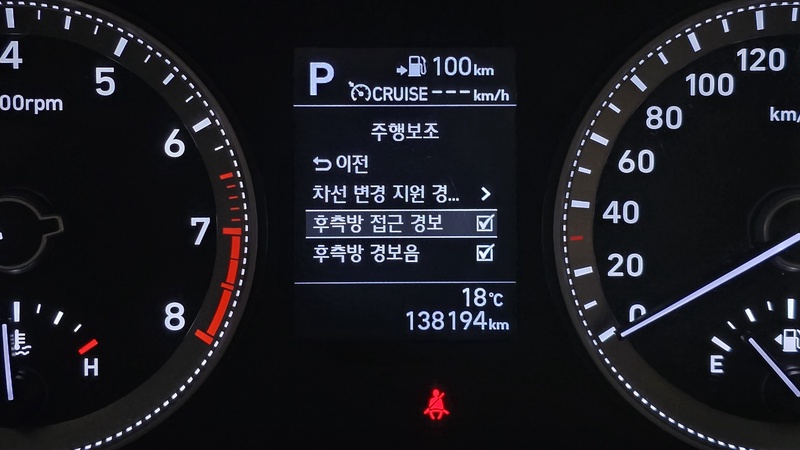 P 100km
CRUISE---km/h
주행보조
이전
차선 변경 지원 경...
후측방 접근 경보
후측방 경보음
18℃
138194km
4
5
6
7
8
00rpm
H
120
100
80
60
40
20
0
km/
E